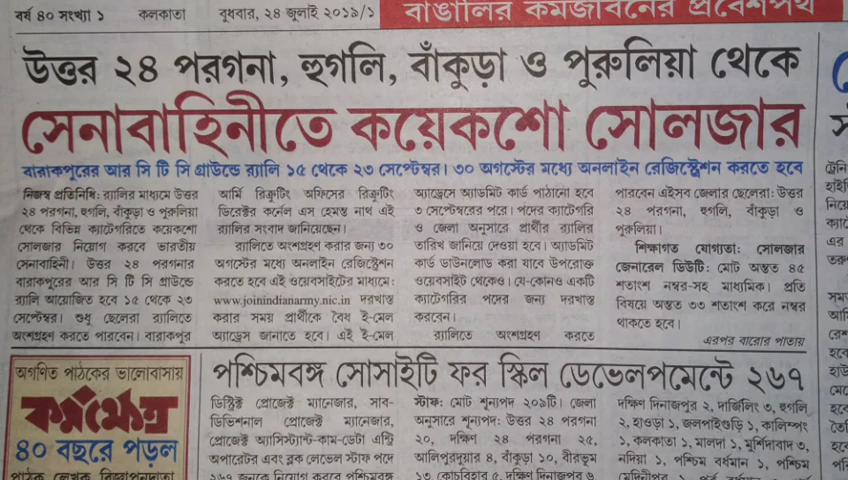 বর্ষ ৪০ সংখ্যা ১ কলকাতা বুধবার, ২৪ জুলাই ২০১৯/১
বাঙালির কর্মজীবনের প্রবেশপথ
উত্তর ২৪ পরগনা, হুগলি, বাঁকুড়া ও পুরুলিয়া থেকে
সেনাবাহিনীতে কয়েকশো সোলজার
বারাকপুরের আর সি টি সি গ্রাউন্ডে র‍্যালি ১৫ থেকে ২৩ সেপ্টেম্বর। ৩০ অগস্টের মধ্যে অনলাইন রেজিস্ট্রেশন করতে হবে
নিজস্ব প্রতিনিধি: র‍্যালির মাধ্যমে উত্তর
২৪ পরগনা, হুগলি, বাঁকুড়া ও পুরুলিয়া
থেকে বিভিন্ন ক্যাটেগরিতে কয়েকশো
সোলজার নিয়োগ করবে ভারতীয়
সেনাবাহিনী। উত্তর ২৪ পরগনার
বারাকপুরে আর সি টি সি গ্রাউন্ডে
র‍্যালি আয়োজিত হবে ১৫ থেকে ২৩
সেপ্টেম্বর। শুধু ছেলেরা র‍্যালিতে
অংশগ্রহণ করতে পারবেন। বারাকপুর
আর্মি রিক্রুটিং অফিসের রিক্রুটিং
ডিরেক্টর কর্নেল এস হেমন্ত নাথ এই
র‍্যালির সংবাদ জানিয়েছেন।
র‍্যালিতে অংশগ্রহণ করার জন্য ৩০
অগস্টের মধ্যে অনলাইন রেজিস্ট্রেশন
করতে হবে এই ওয়েবসাইটের মাধ্যমে:
www.joinindianarmy.nic.in দরখাস্ত
করার সময় প্রার্থীকে বৈধ ই-মেল
অ্যাড্রেস জানাতে হবে। এই ই-মেল
অ্যাড্রেসে অ্যাডমিট কার্ড পাঠানো হবে
৩ সেপ্টেম্বরের পরে। পদের ক্যাটেগরি
ও জেলা অনুসারে প্রার্থীর র‍্যালির
তারিখ জানিয়ে দেওয়া হবে। অ্যাডমিট
কার্ড ডাউনলোড করা যাবে উপরোক্ত
ওয়েবসাইট থেকেও। যে-কোনও একটি
ক্যাটেগরির পদের জন্য দরখাস্ত
করবেন।
র‍্যালিতে অংশগ্রহণ করতে
পারবেন এইসব জেলার ছেলেরা: উত্তর
২৪ পরগনা, হুগলি, বাঁকুড়া ও
পুরুলিয়া।
শিক্ষাগত যোগ্যতা: সোলজার
জেনারেল ডিউটি: মোট অন্তত ৪৫
শতাংশ নম্বর-সহ মাধ্যমিক। প্রতি
বিষয়ে অন্তত ৩৩ শতাংশ করে নম্বর
থাকতে হবে।
এরপর বারোর পাতায়
অগণিত পাঠকের ভালোবাসায়
কর্মক্ষেত্র
৪০ বছরে পড়ল
পশ্চিমবঙ্গ সোসাইটি ফর স্কিল ডেভেলপমেন্টে ২৬৭
ডিস্ট্রিক্ট প্রোজেক্ট ম্যানেজার, সাব-
ডিভিশনাল প্রোজেক্ট ম্যানেজার,
প্রোজেক্ট অ্যাসিস্ট্যান্ট-কাম-ডেটা এন্ট্রি
অপারেটর এবং ব্লক লেভেল স্টাফ পদে
২৬৭ জনকে নিয়োগ করবে পশ্চিমবঙ্গ
স্টাফ: মোট শূন্যপদ ২০৯টি। জেলা
অনুসারে শূন্যপদ: উত্তর ২৪ পরগনা
২০, দক্ষিণ ২৪ পরগনা ২৫,
আলিপুরদুয়ার ৪, বাঁকুড়া ১০, বীরভূম
১৩, কোচবিহার ৫, দক্ষিণ দিনাজপুর ৬
দক্ষিণ দিনাজপুর ২, দার্জিলিং ৩, হুগলি
২, হাওড়া ১, জলপাইগুড়ি ১, কালিম্পং
১, কলকাতা ১, মালদা ১, মুর্শিদাবাদ ৩,
নদিয়া ১, পশ্চিম বর্ধমান ১, পশ্চিম